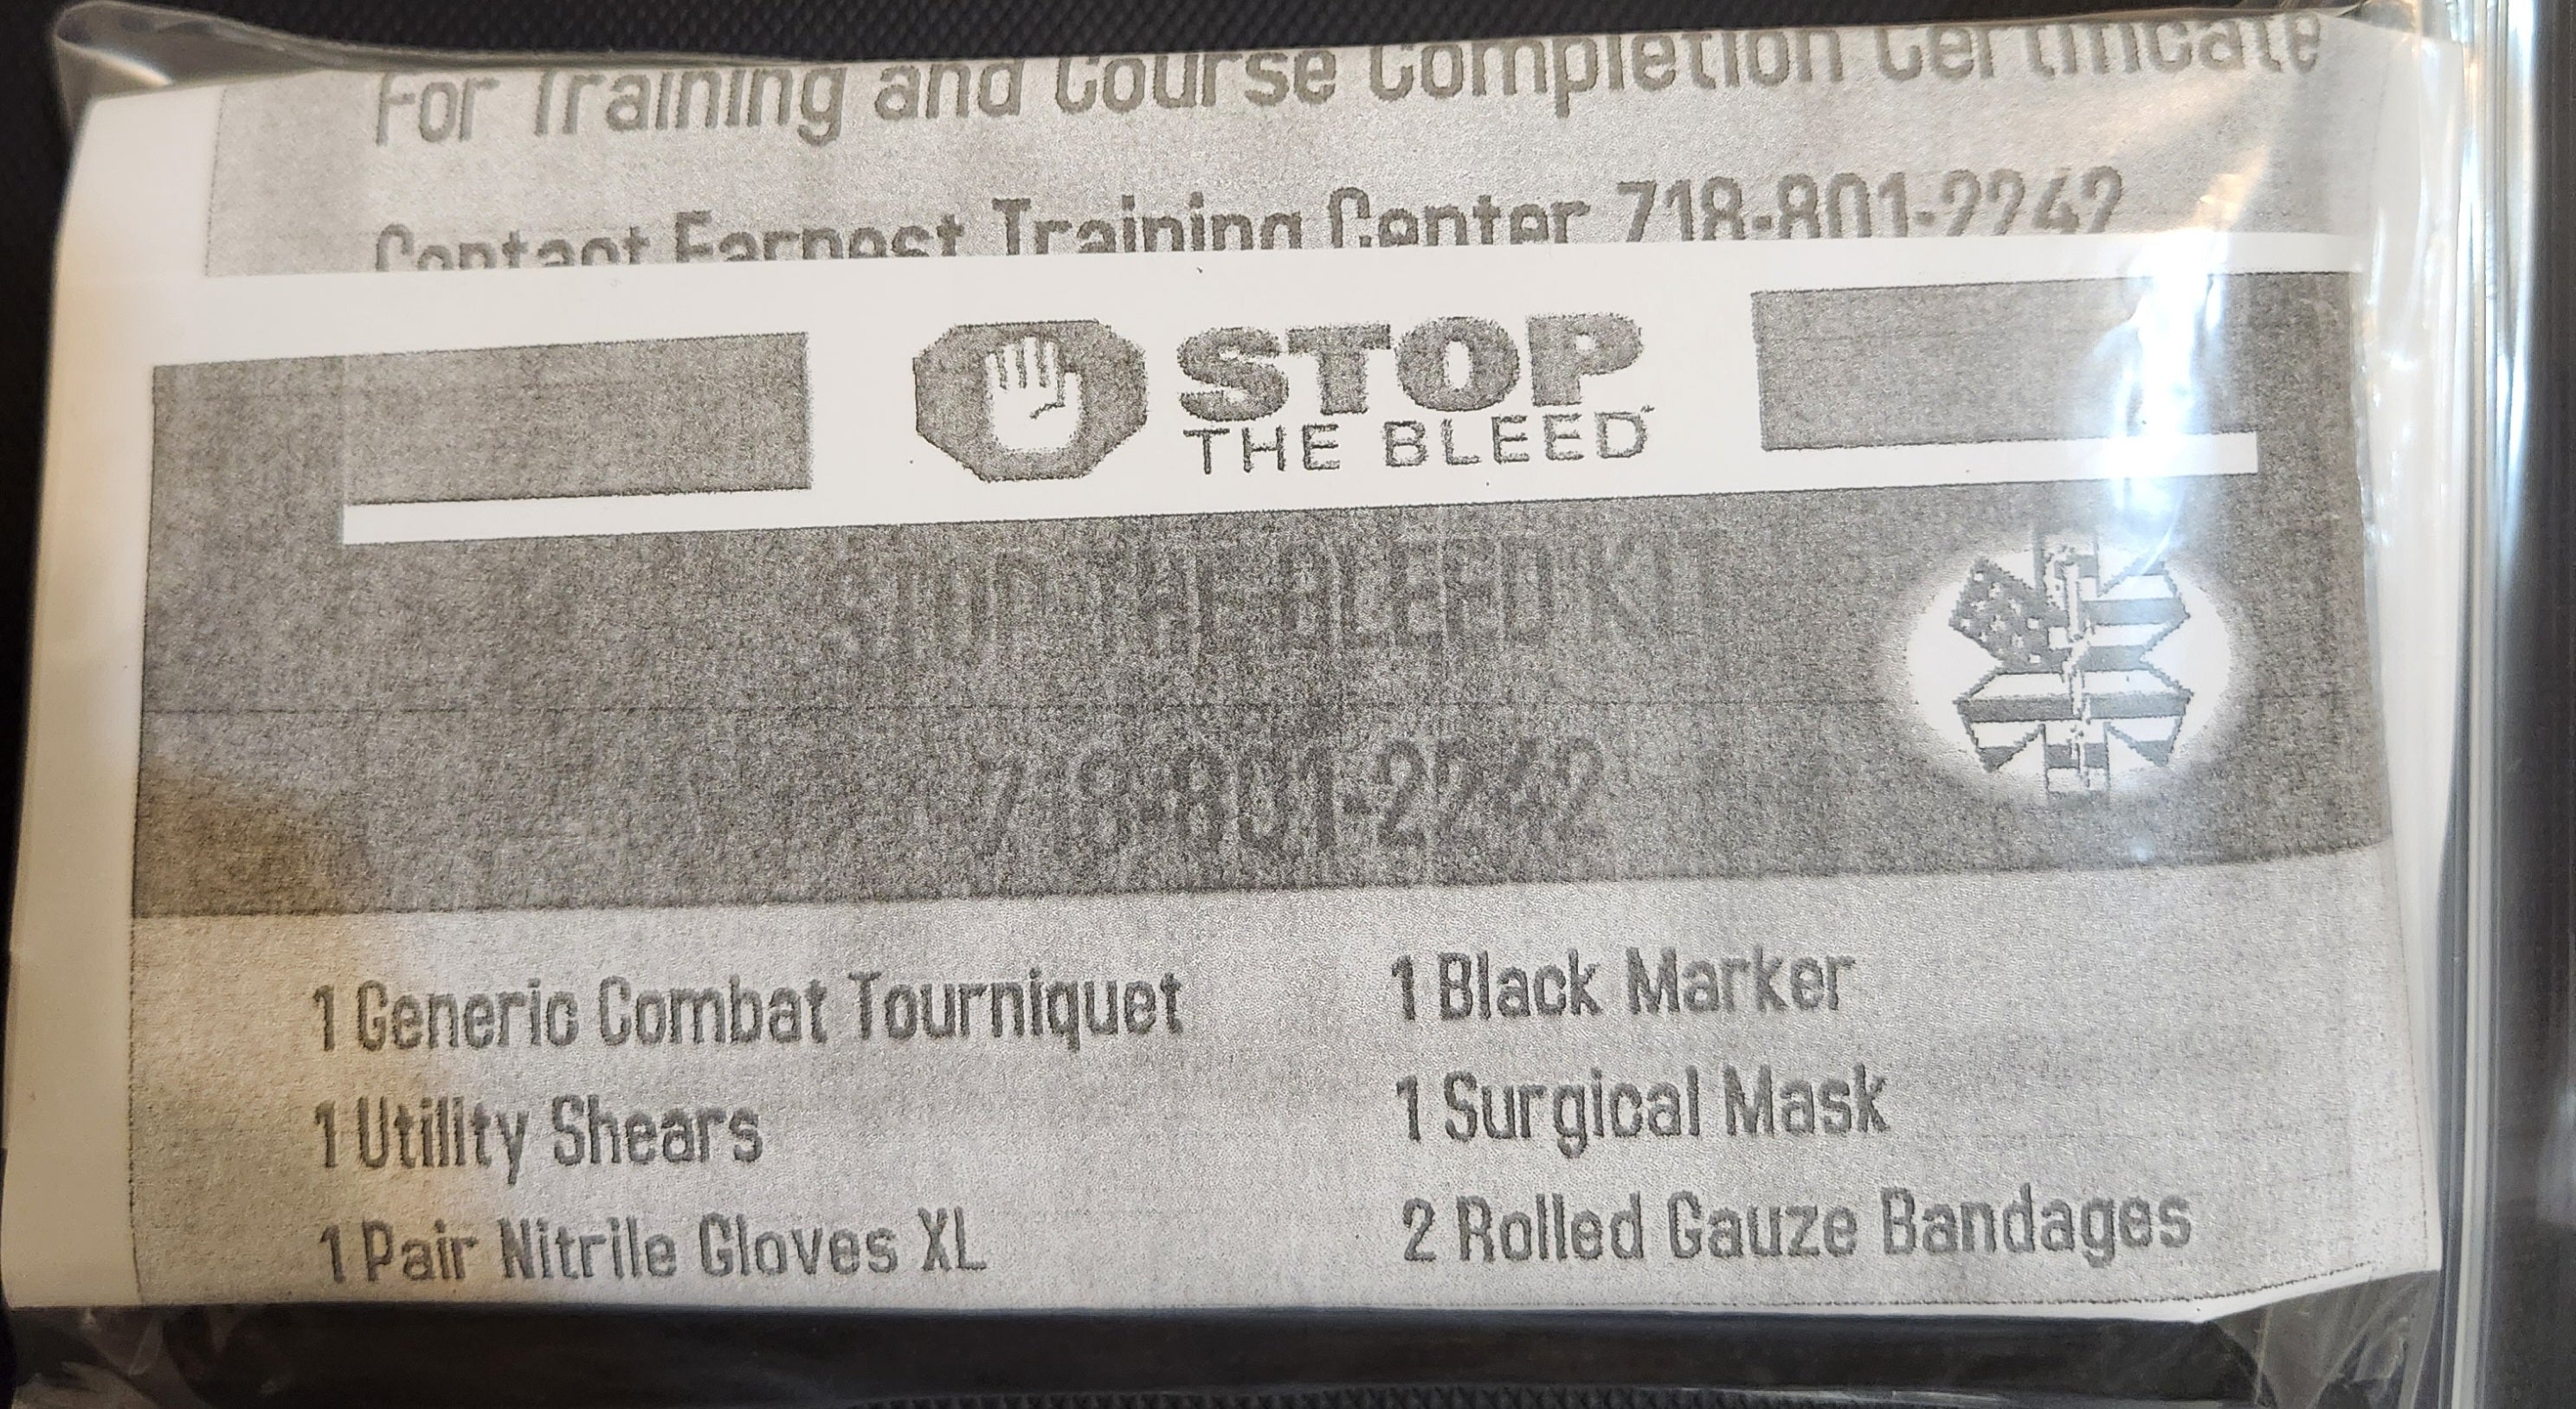 For Training and Course Completion Certificate
Contact Earnest Training Center 718-801-2242
STOP
THE BLEED
STOP THE BLEED KIT
718-801-2242
1 Generic Combat Tourniquet
1 Utility Shears
1 Pair Nitrile Gloves XL
1 Black Marker
1 Surgical Mask
2 Rolled Gauze Bandages